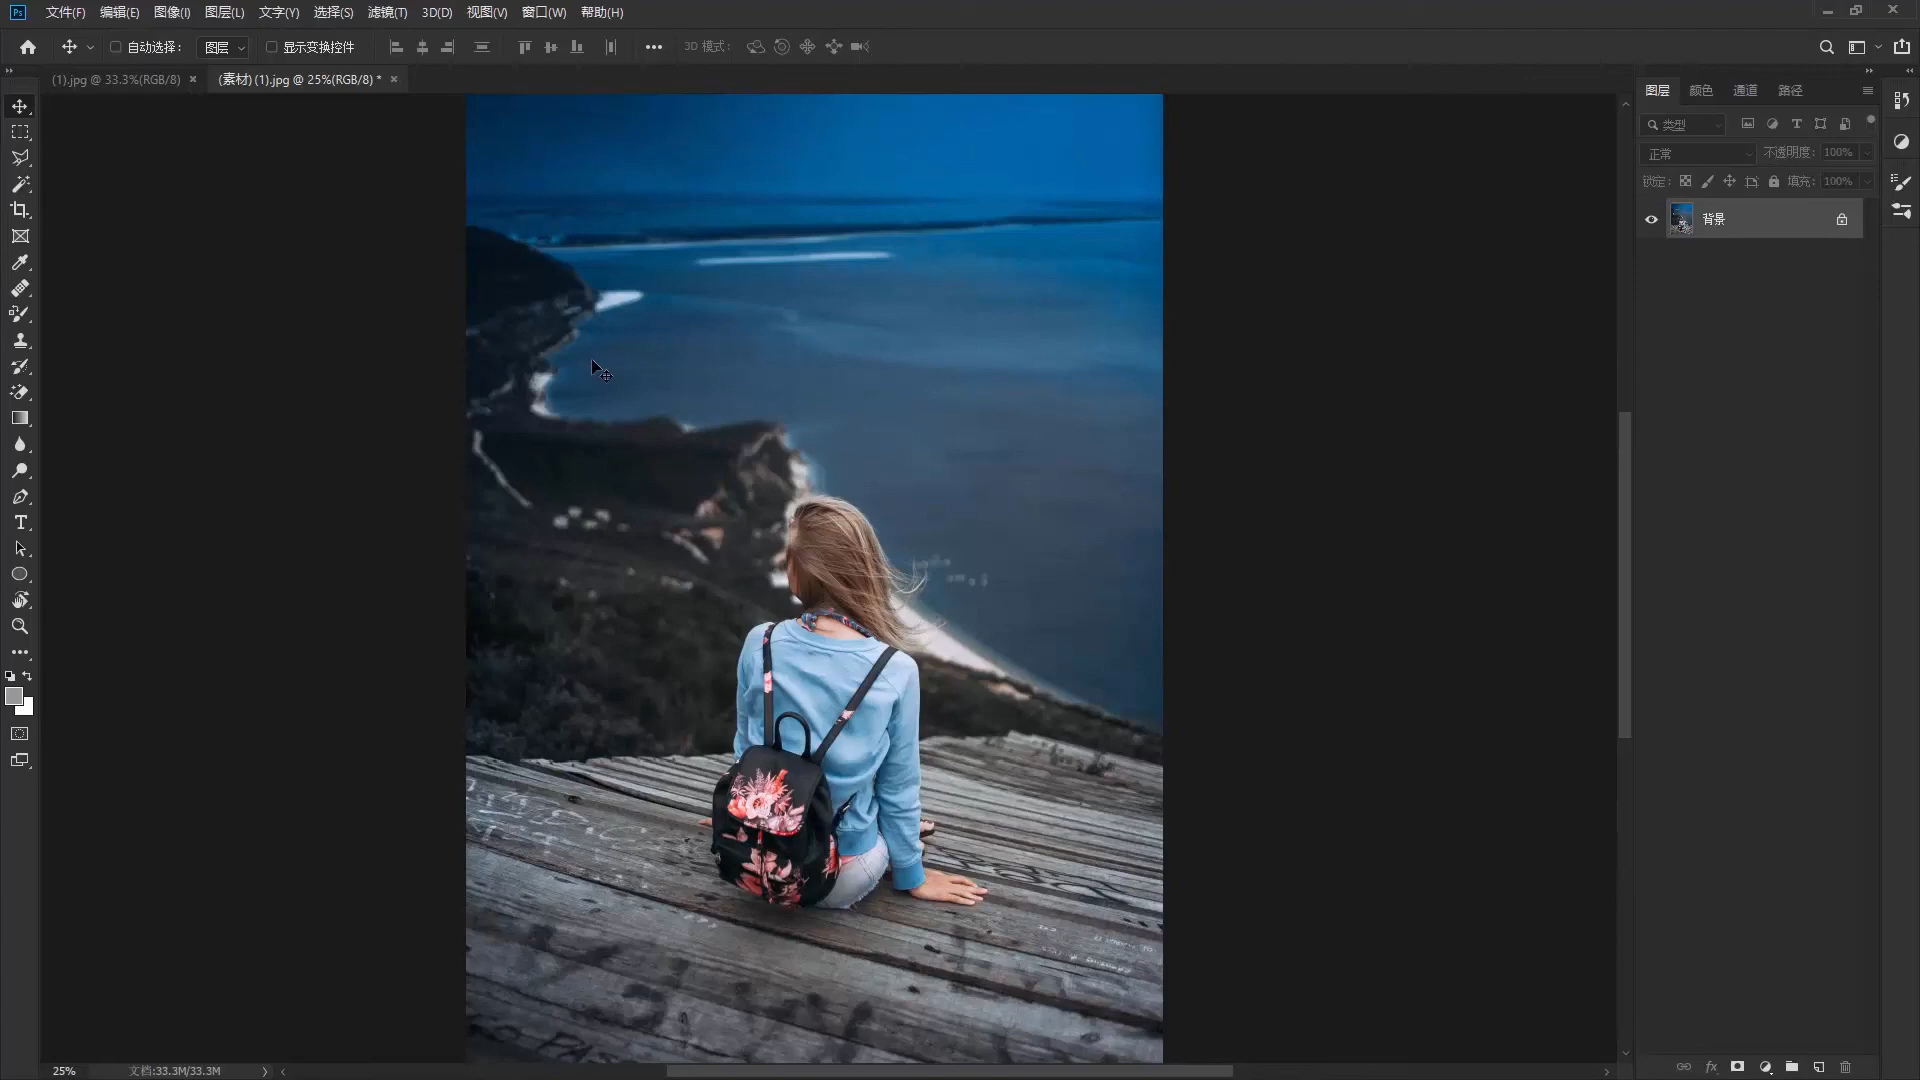 Ps 文件(F) 编辑(E) 图像(I) 图层(L) 文字(Y) 选择(S) 滤镜(T) 3D(D) 视图(V) 窗口(W) 帮助(H)
自动选择: 图层 显示变换控件 3D 模式:
(1).jpg @ 33.3%(RGB/8) × (素材) (1).jpg @ 25%(RGB/8) * ×
图层 颜色 通道 路径
类型
正常 不透明度: 100%
锁定: 填充: 100%
背景
25% 文档:33.3M/33.3M
fx